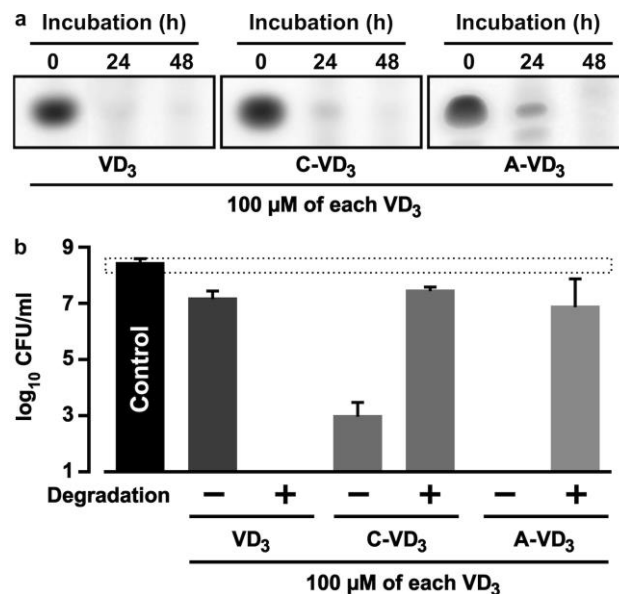 a
Incubation (h) Incubation (h) Incubation (h)
0 24 48 0 24 48 0 24 48
VD₃ C-VD₃ A-VD₃
100 μM of each VD₃
b
log₁₀ CFU/ml
9
7
5
3
1
Control
Degradation − + − + − +
VD₃ C-VD₃ A-VD₃
100 μM of each VD₃